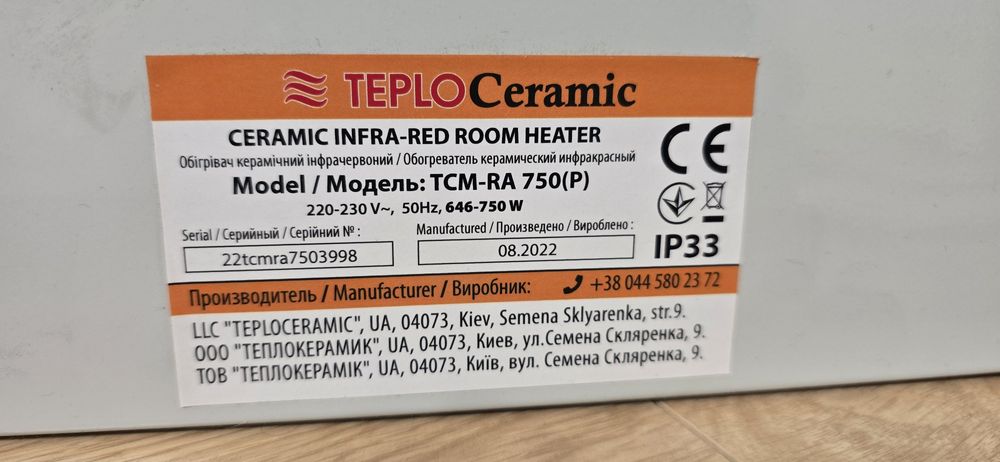 TEPLOCeramic
CERAMIC INFRA-RED ROOM HEATER
Обігрівач керамічний інфрачервоний / Обогреватель керамический инфракрасный
Model / Модель: TCM-RA 750(P)
220-230 V~, 50Hz, 646-750 W
CE
Serial / Серийный / Серійний № :
22tcmra7503998
Manufactured / Произведено / Вироблено :
08.2022
IP33
Производитель / Manufacturer / Виробник: +38 044 580 23 72
LLC "TEPLOCERAMIC", UA, 04073, Kiev, Semena Sklyarenka, str.9.
ООО "ТЕПЛОКЕРАМИК", UA, 04073, Киев, ул.Семена Скляренка, 9.
ТОВ "ТЕПЛОКЕРАМІК", UA, 04073, Київ, вул. Семена Скляренка, 9.